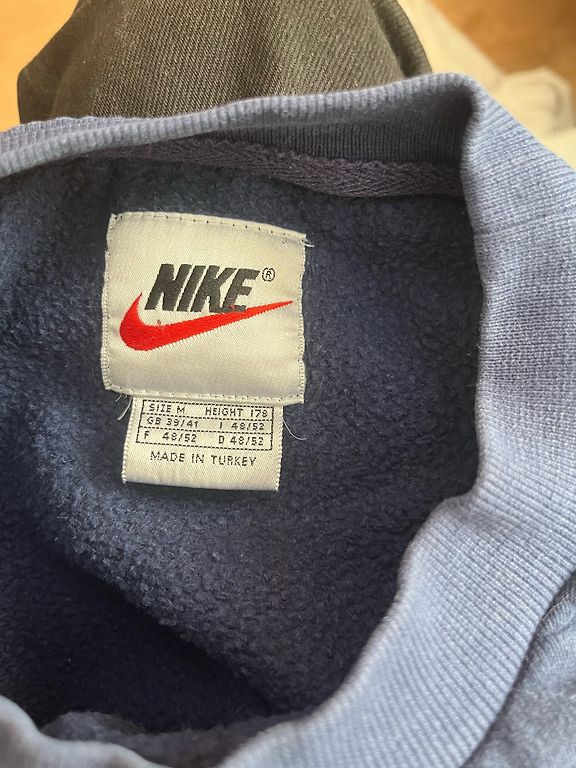 NIKE®
SIZE M HEIGHT 178
GB 39/41 I 48/52
F 48/52 D 48/52
MADE IN TURKEY